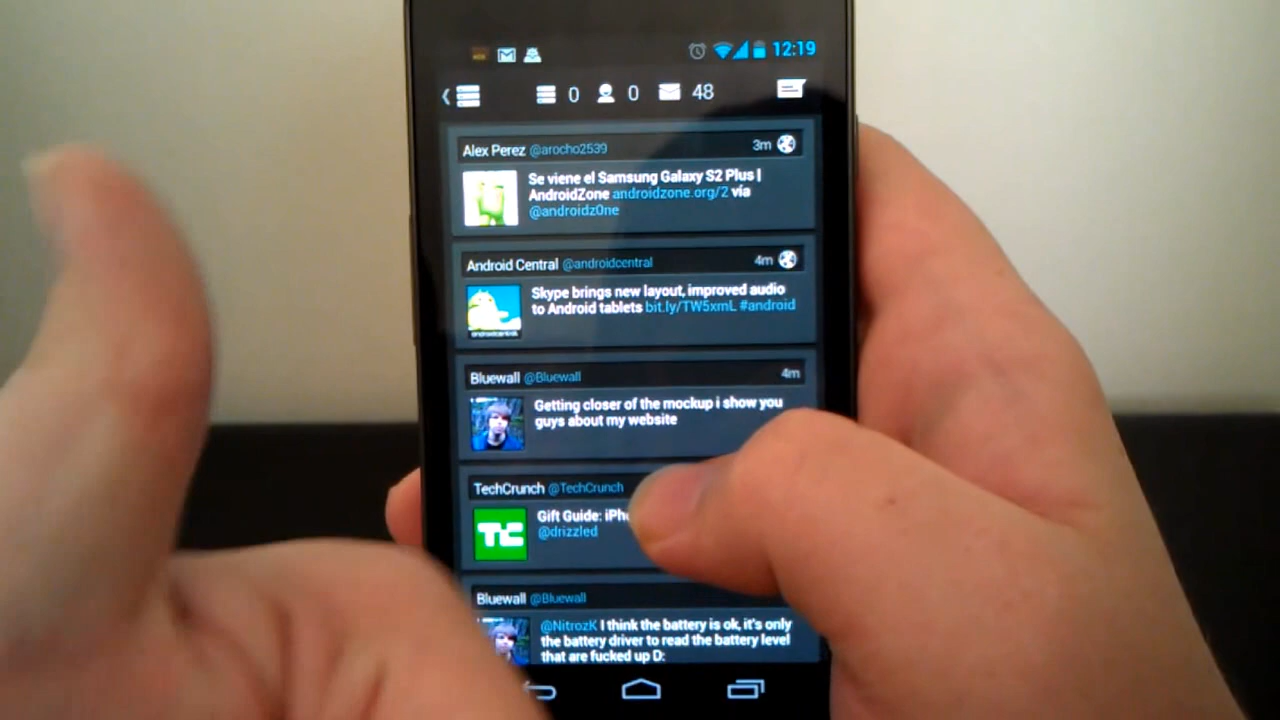 12:19
0 0 48
Alex Perez @arocho2539 3m
Se viene el Samsung Galaxy S2 Plus |
AndroidZone androidzone.org/2 vía
@androidz0ne
Android Central @androidcentral 4m
Skype brings new layout, improved audio
to Android tablets bit.ly/TW5xmL #android
androidcentral
Bluewall @Bluewall 4m
Getting closer of the mockup i show you
guys about my website
TechCrunch @TechCrunch
TC
Gift Guide:
@drizzled
Bluewall @Bluewall
@NitrozK I think the battery is ok, it's only
the battery driver to read the battery level
that are fucked up D: